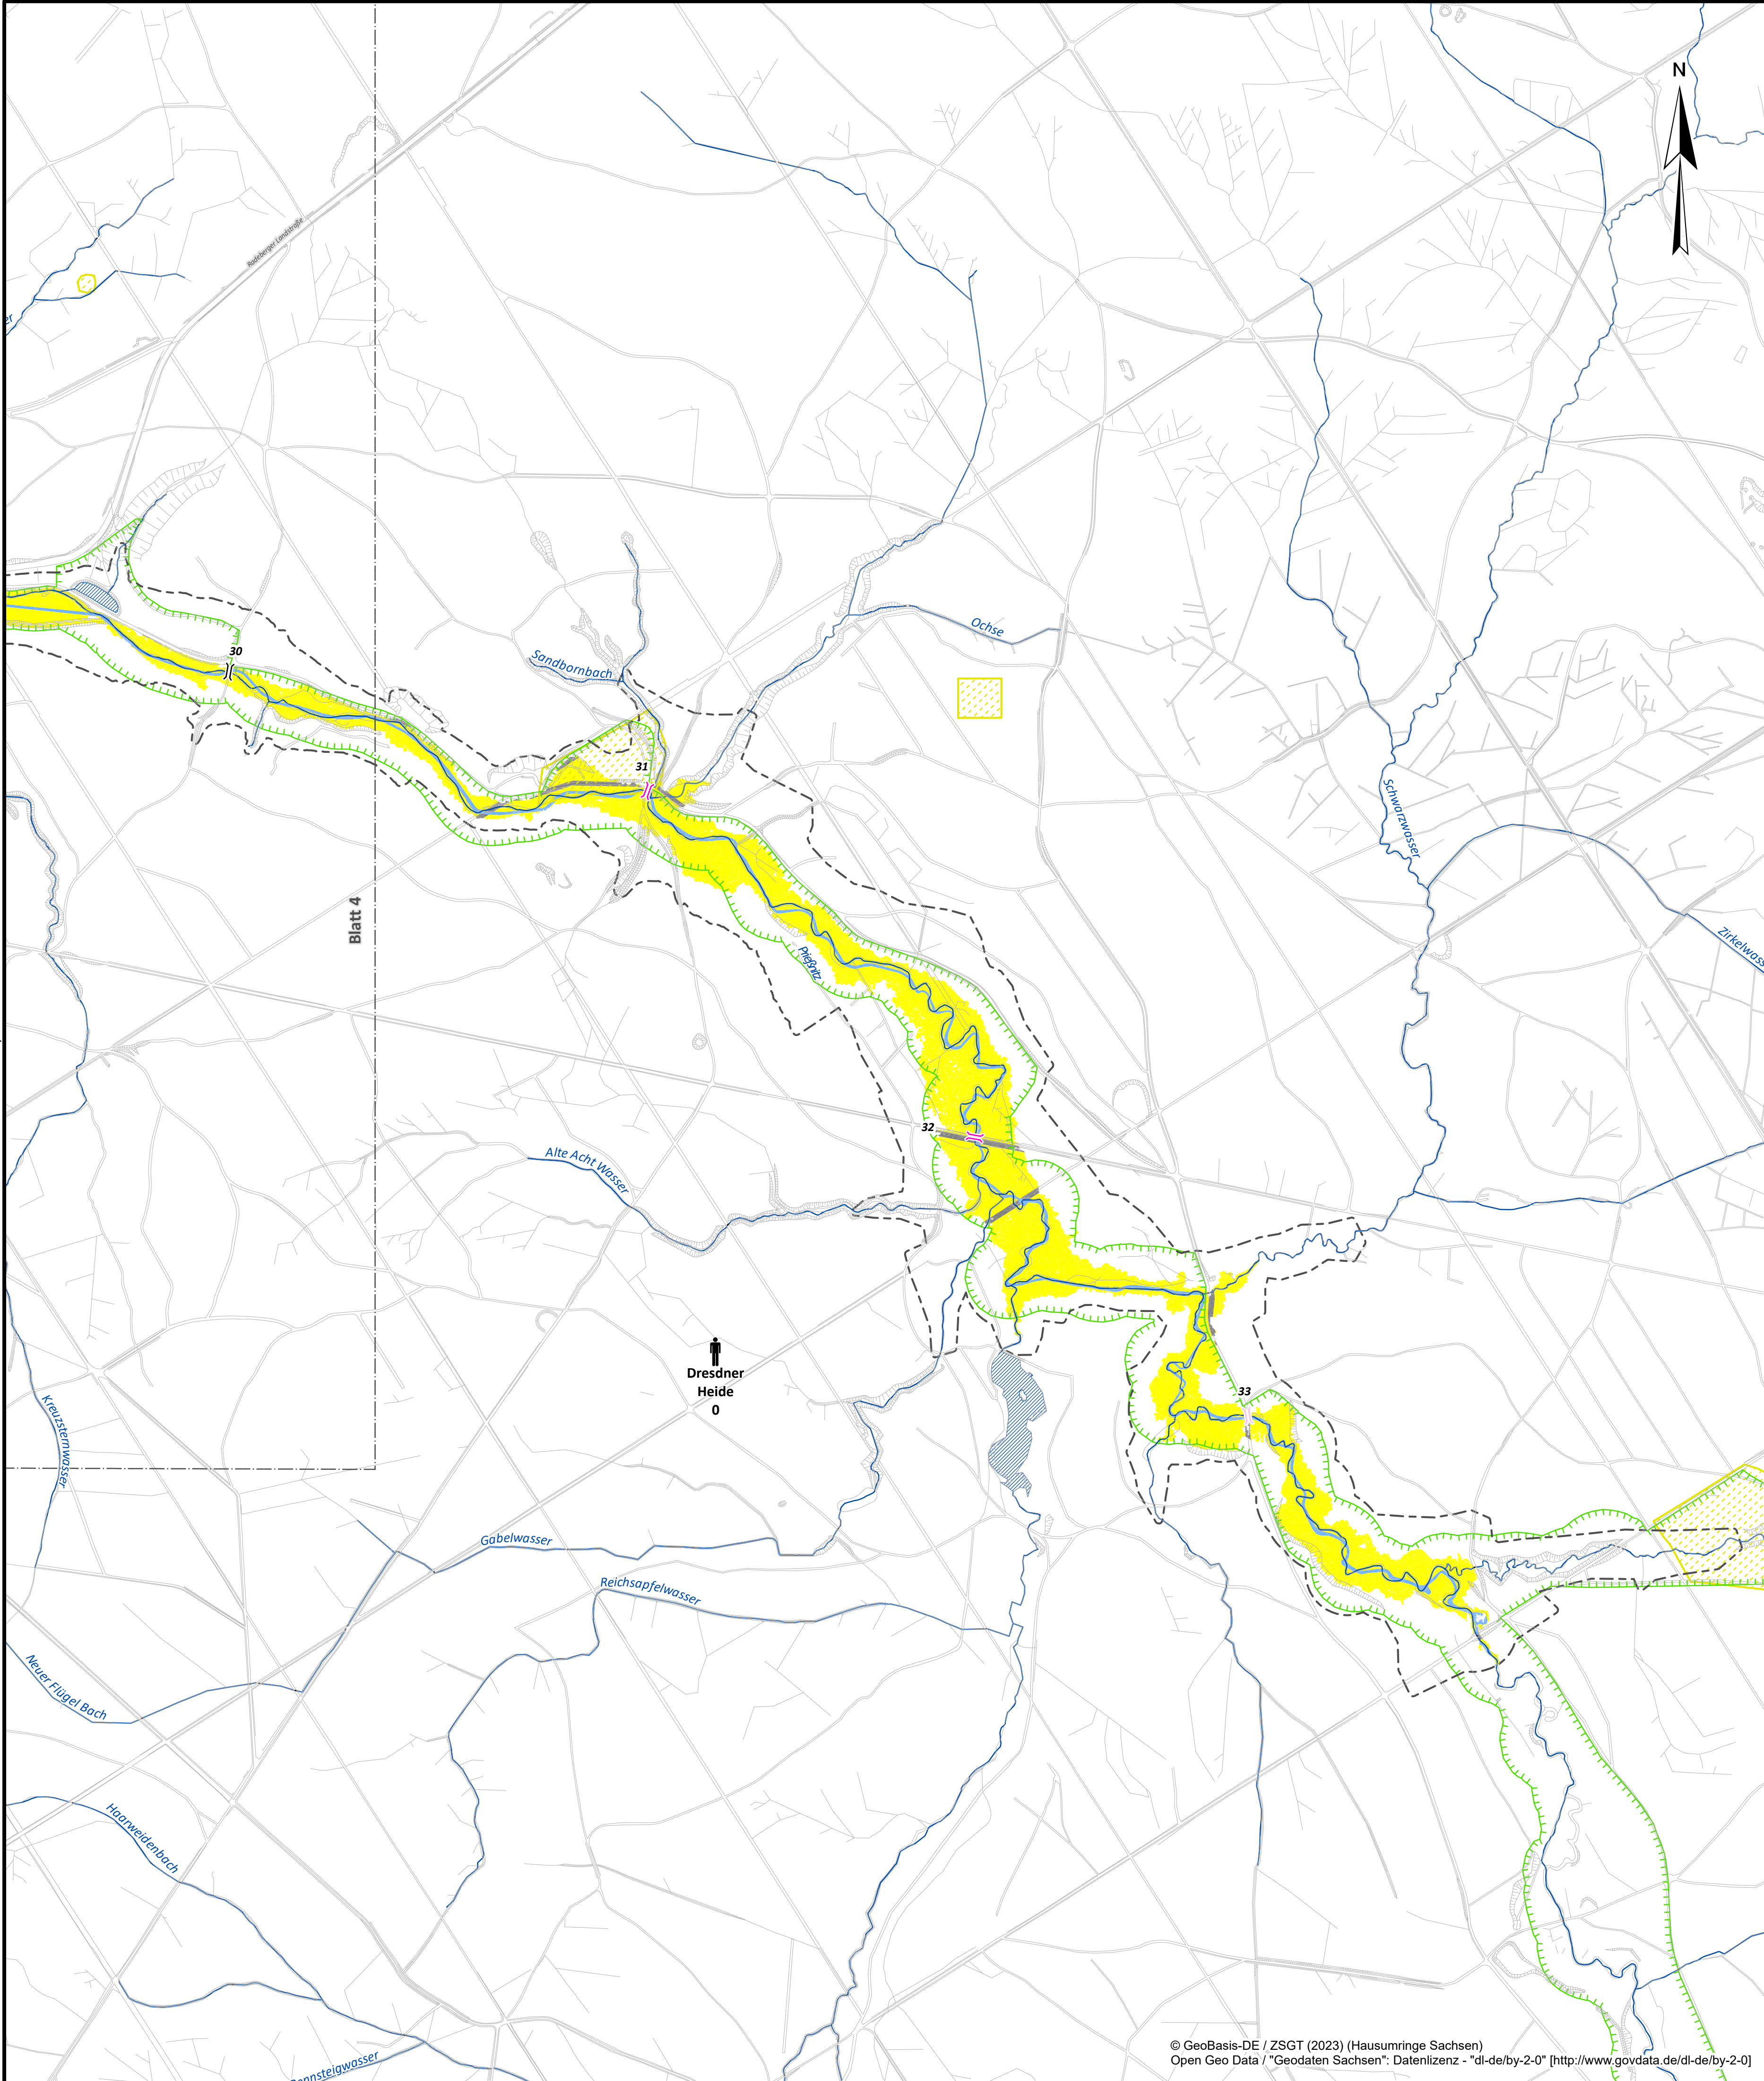 N
Radeberger Landstraße
er
30
Ochse
Sandbornbach
31
Schwarzwasser
Blatt 4
Prießnitz
Zirkelwass
32
Alte Acht Wasser
Dresdner
Heide
0
33
Kreuzsternwasser
Gabelwasser
Reichsapfelwasser
Neuer Flügel Bach
Haarweidenbach
nnsteigwasser
© GeoBasis-DE / ZSGT (2023) (Hausumringe Sachsen)
Open Geo Data / "Geodaten Sachsen": Datenlizenz - "dl-de/by-2-0" [http://www.govdata.de/dl-de/by-2-0]